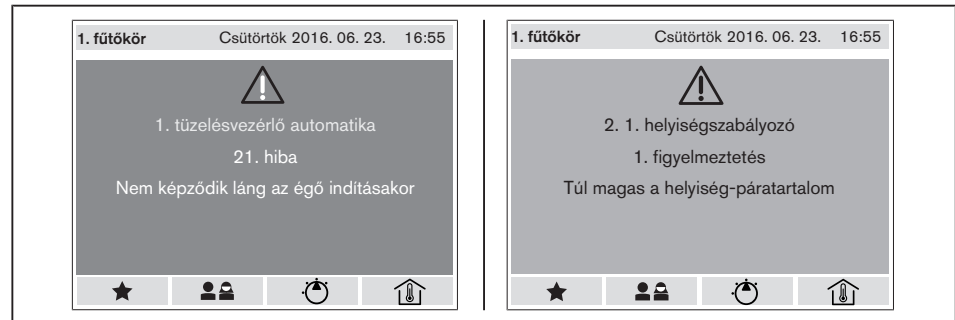 1. fűtőkör Csütörtök 2016. 06. 23. 16:55
1. tüzelésvezérlő automatika
21. hiba
Nem képződik láng az égő indításakor
1. fűtőkör Csütörtök 2016. 06. 23. 16:55
2. 1. helyiségszabályozó
1. figyelmeztetés
Túl magas a helyiség-páratartalom